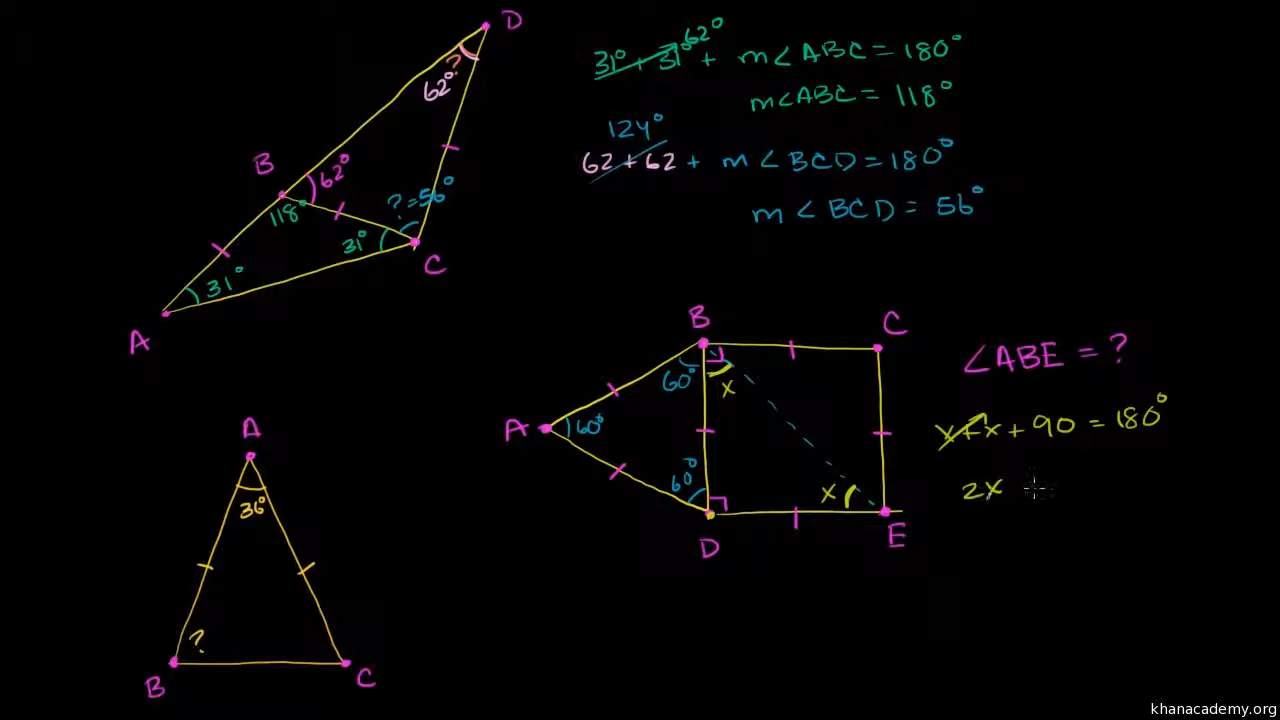 D
?
62°
B
62°
118°
?=56°
31°
C
31°
A
62°
31° + 31° + m∠ABC = 180°
m∠ABC = 118°
124°
62 + 62 + m∠BCD = 180°
m∠BCD = 56°
A
36°
?
B
C
B
C
60°
x
A
60°
60°
x
D
E
∠ABE = ?
x+x + 90 = 180°
2x
khanacademy.org